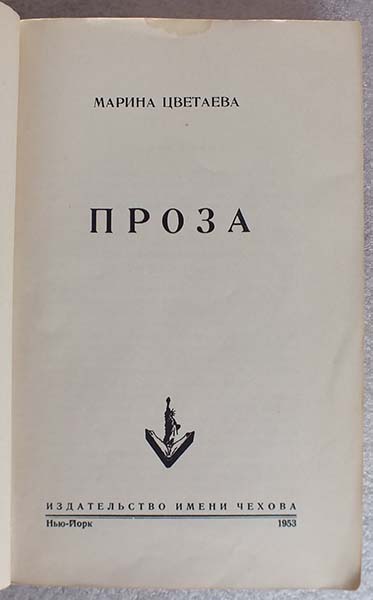 МАРИНА ЦВЕТАЕВА
ПРОЗА
ИЗДАТЕЛЬСТВО ИМЕНИ ЧЕХОВА
Нью-Йорк 1953